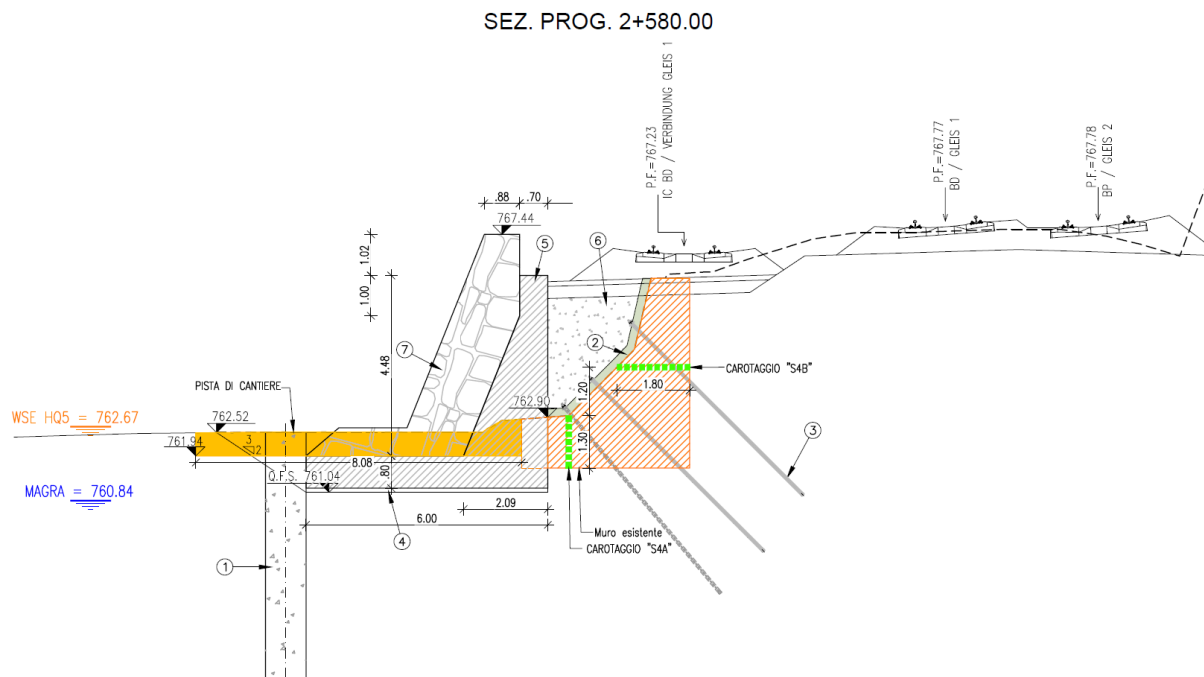 SEZ. PROG. 2+580.00
P.F.=767.23
IC BD / VERBINDUNG GLEIS 1
P.F.=767.77
BD / GLEIS 1
P.F.=767.78
BP / GLEIS 2
.88
.70
767.44
5
6
1.02
1.00
7
2
4.48
CAROTAGGIO "S4B"
PISTA DI CANTIERE
1.80
1.20
762.90
WSE HQ5 = 762.67
762.52
3
761.94
3
2
1.30
8.08
.80
Q.F.S. 761.04
MAGRA = 760.84
2.09
6.00
4
Muro esistente
CAROTAGGIO "S4A"
1